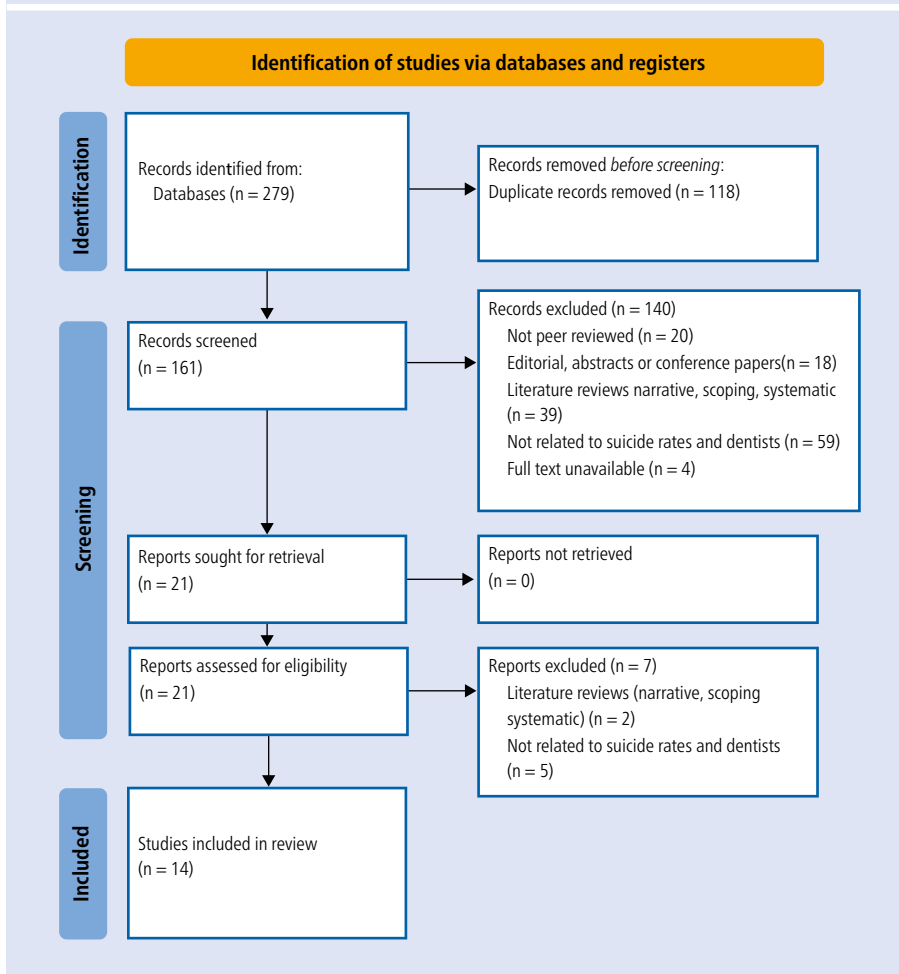 Identification of studies via databases and registers
Identification
Records identified from:
Databases (n = 279)
Records removed before screening:
Duplicate records removed (n = 118)
Screening
Records screened
(n = 161)
Records excluded (n = 140)
Not peer reviewed (n = 20)
Editorial, abstracts or conference papers(n = 18)
Literature reviews narrative, scoping, systematic
(n = 39)
Not related to suicide rates and dentists (n = 59)
Full text unavailable (n = 4)
Reports sought for retrieval
(n = 21)
Reports not retrieved
(n = 0)
Reports assessed for eligibility
(n = 21)
Reports excluded (n = 7)
Literature reviews (narrative, scoping
systematic) (n = 2)
Not related to suicide rates and dentists
(n = 5)
Included
Studies included in review
(n = 14)